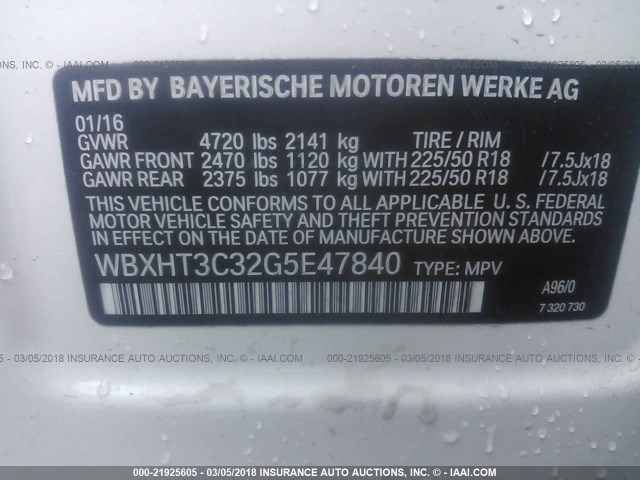 000-21925605 - 03/05/2018 INSURANCE AUTO AUCTIONS, INC. - © IAAI.COM
MFD BY BAYERISCHE MOTOREN WERKE AG
01/16
GVWR 4720 lbs 2141 kg TIRE / RIM
GAWR FRONT 2470 lbs 1120 kg WITH 225/50 R18 /7.5Jx18
GAWR REAR 2375 lbs 1077 kg WITH 225/50 R18 /7.5Jx18
THIS VEHICLE CONFORMS TO ALL APPLICABLE U. S. FEDERAL
MOTOR VEHICLE SAFETY AND THEFT PREVENTION STANDARDS
IN EFFECT ON THE DATE OF MANUFACTURE SHOWN ABOVE.
WBXHT3C32G5E47840 TYPE: MPV
A96/0
7 320 730
000-21925605 - 03/05/2018 INSURANCE AUTO AUCTIONS, INC. - © IAAI.COM
000-21925605 - 03/05/2018 INSURANCE AUTO AUCTIONS, INC. - © IAAI.COM